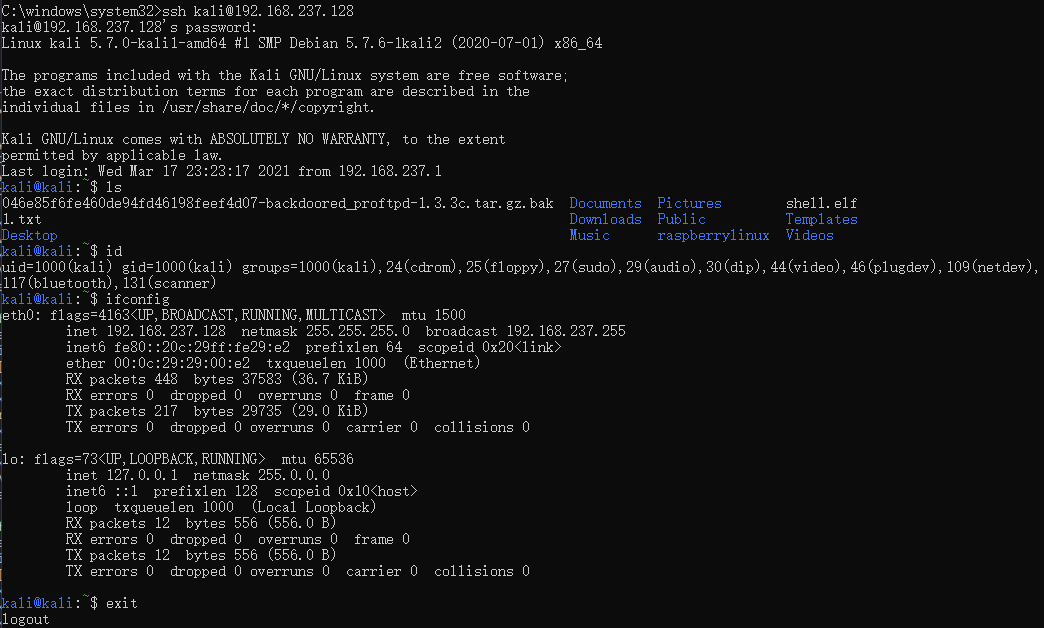 C:\windows\system32>ssh kali@192.168.237.128
kali@192.168.237.128's password:
Linux kali 5.7.0-kali1-amd64 #1 SMP Debian 5.7.6-1kali2 (2020-07-01) x86_64

The programs included with the Kali GNU/Linux system are free software;
the exact distribution terms for each program are described in the
individual files in /usr/share/doc/*/copyright.

Kali GNU/Linux comes with ABSOLUTELY NO WARRANTY, to the extent
permitted by applicable law.
Last login: Wed Mar 17 23:23:17 2021 from 192.168.237.1
kali@kali:~$ ls
046e85f6fe460de94fd46198feef4d07-backdoored_proftpd-1.3.3c.tar.gz.bak  Documents  Pictures        shell.elf
1.txt                                                                  Downloads  Public          Templates
Desktop                                                                Music      raspberrylinux  Videos
kali@kali:~$ id
uid=1000(kali) gid=1000(kali) groups=1000(kali),24(cdrom),25(floppy),27(sudo),29(audio),30(dip),44(video),46(plugdev),109(netdev),
117(bluetooth),131(scanner)
kali@kali:~$ ifconfig
eth0: flags=4163<UP,BROADCAST,RUNNING,MULTICAST>  mtu 1500
        inet 192.168.237.128  netmask 255.255.255.0  broadcast 192.168.237.255
        inet6 fe80::20c:29ff:fe29:e2  prefixlen 64  scopeid 0x20<link>
        ether 00:0c:29:29:00:e2  txqueuelen 1000  (Ethernet)
        RX packets 448  bytes 37583 (36.7 KiB)
        RX errors 0  dropped 0  overruns 0  frame 0
        TX packets 217  bytes 29735 (29.0 KiB)
        TX errors 0  dropped 0 overruns 0  carrier 0  collisions 0

lo: flags=73<UP,LOOPBACK,RUNNING>  mtu 65536
        inet 127.0.0.1  netmask 255.0.0.0
        inet6 ::1  prefixlen 128  scopeid 0x10<host>
        loop  txqueuelen 1000  (Local Loopback)
        RX packets 12  bytes 556 (556.0 B)
        RX errors 0  dropped 0  overruns 0  frame 0
        TX packets 12  bytes 556 (556.0 B)
        TX errors 0  dropped 0 overruns 0  carrier 0  collisions 0

kali@kali:~$ exit
logout